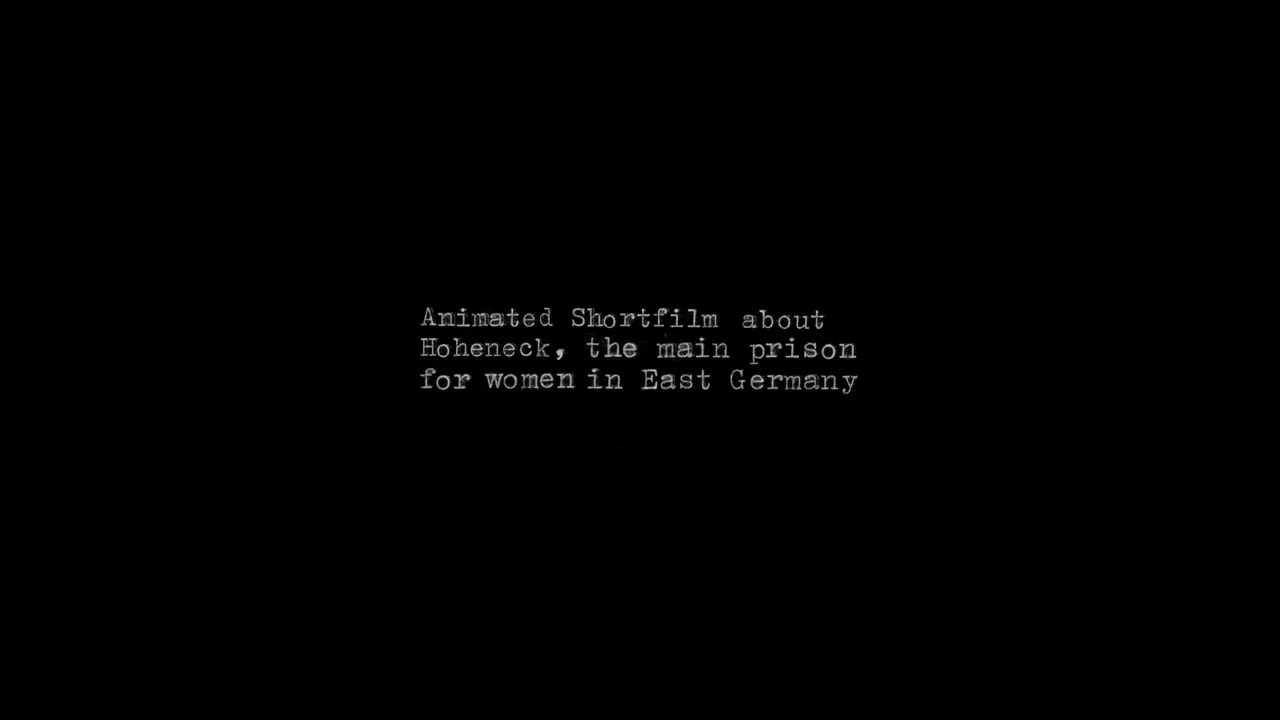 Animated Shortfilm about
Hoheneck, the main prison
for women in East Germany